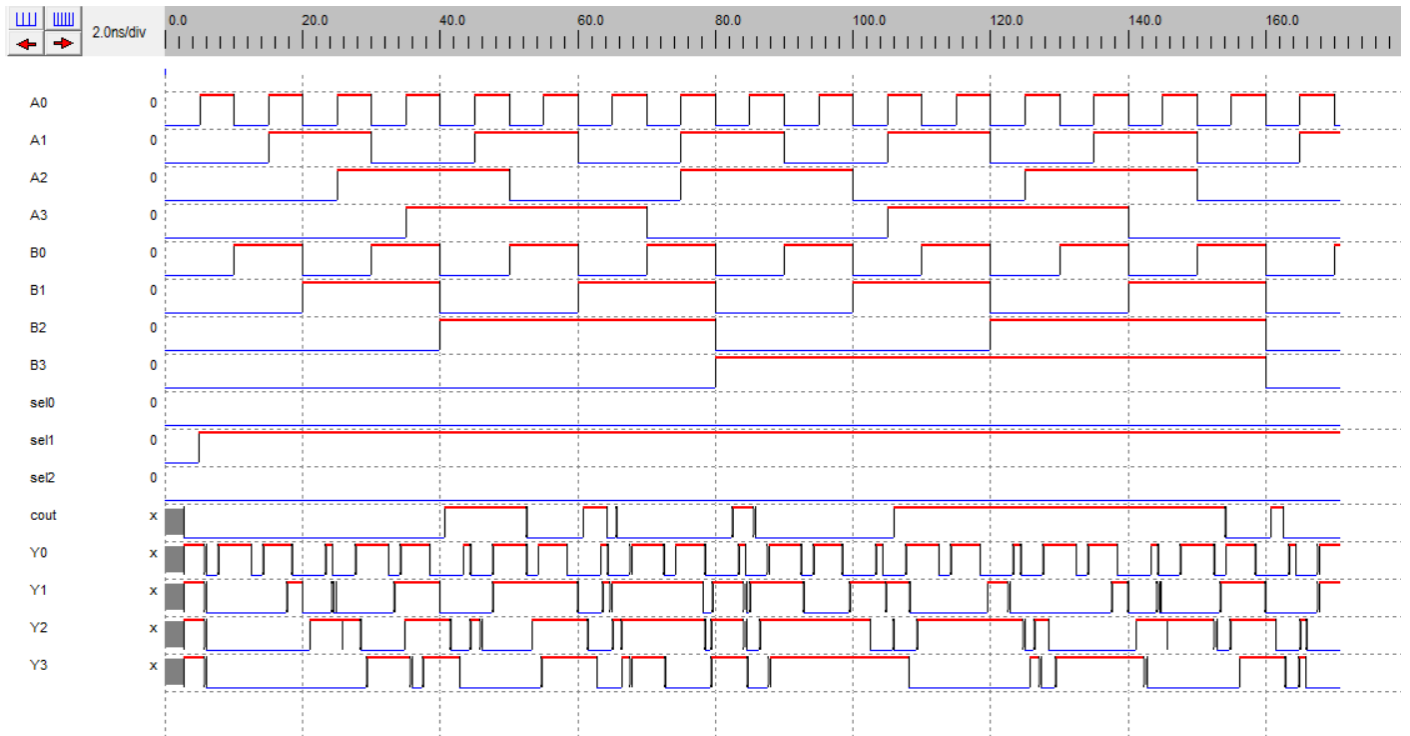 2.0ns/div 0.0 20.0 40.0 60.0 80.0 100.0 120.0 140.0 160.0
A0 0
A1 0
A2 0
A3 0
B0 0
B1 0
B2 0
B3 0
sel0 0
sel1 0
sel2 0
cout x
Y0 x
Y1 x
Y2 x
Y3 x